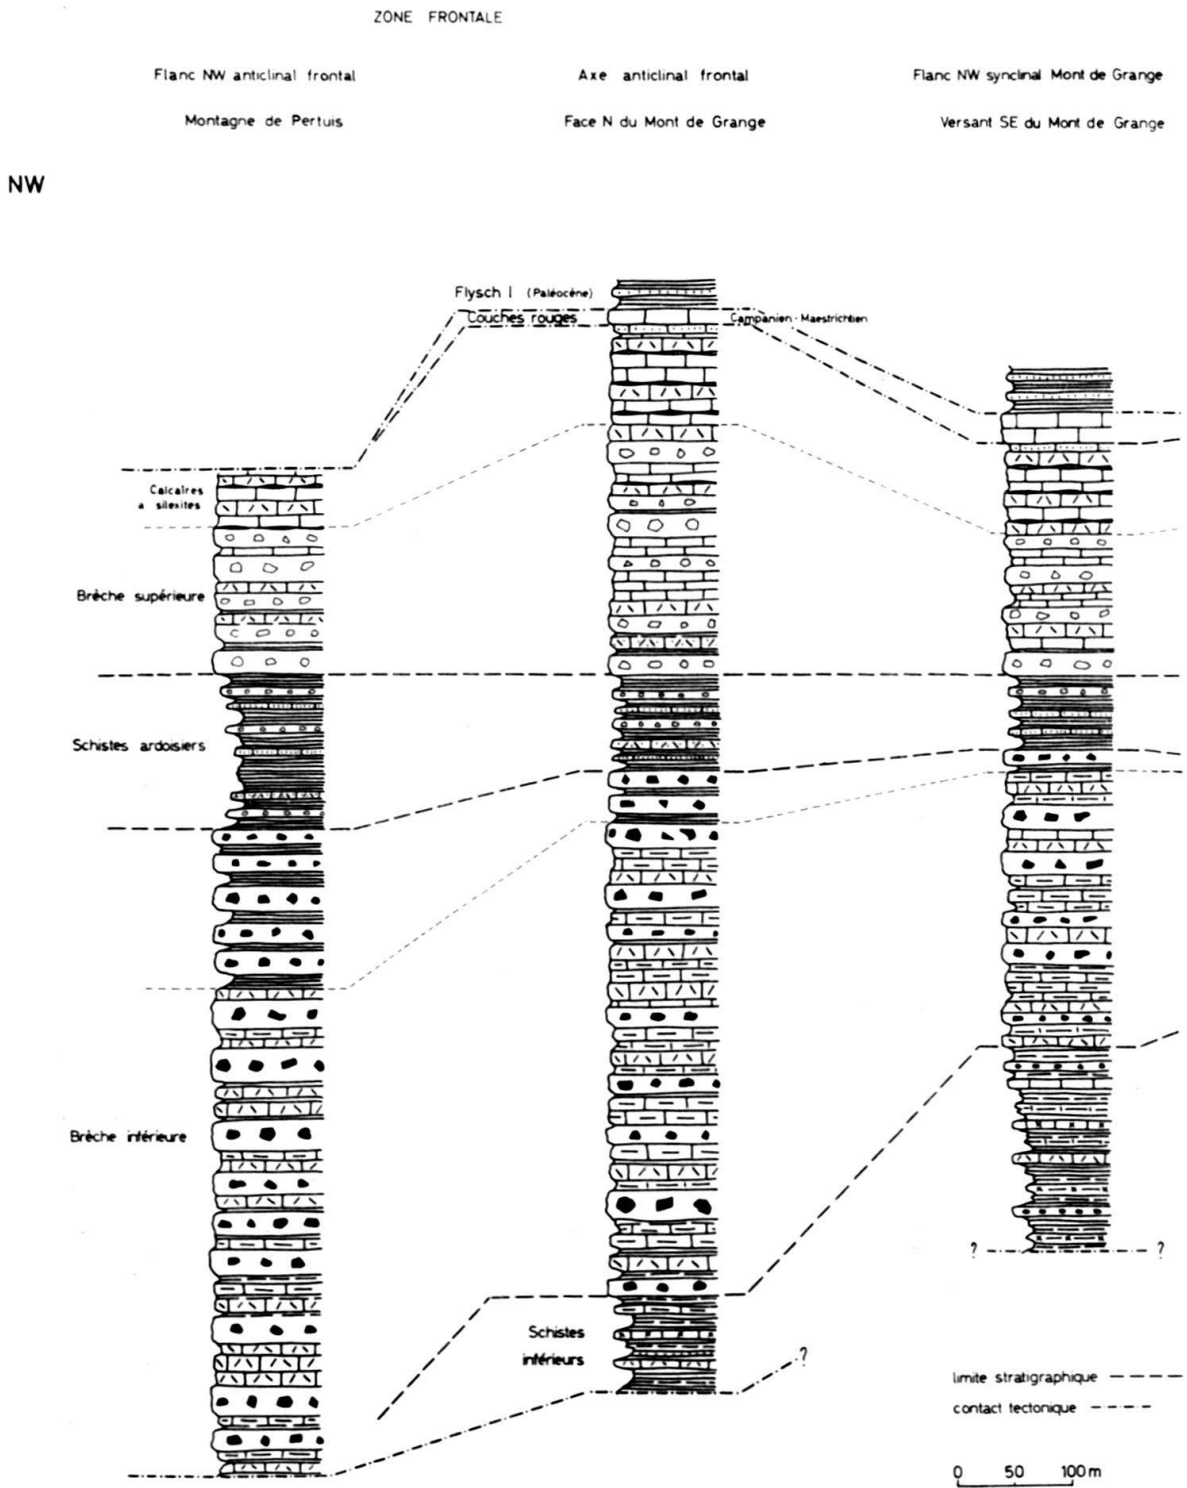 ZONE FRONTALE
Flanc NW anticlinal frontal
Axe anticlinal frontal
Flanc NW synclinal Mont de Grange
Montagne de Pertuis
Face N du Mont de Grange
Versant SE du Mont de Grange
NW
Flysch I (Paléocène)
Couches rouges
Campanien - Maestrichtien
Calcaires
a silexites
Brèche supérieure
Schistes ardoisiers
Brèche inférieure
? ?
Schistes
inférieurs
?
limite stratigraphique
contact tectonique
0 50 100 m